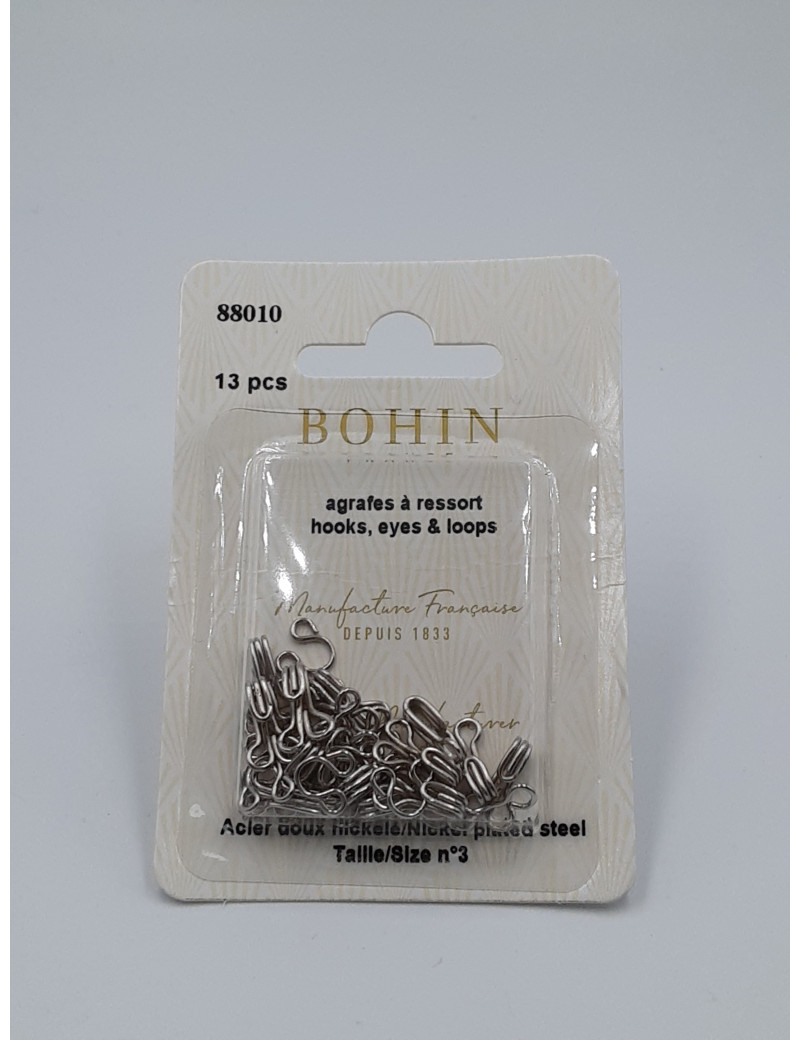 88010
13 pcs
BOHIN
FRANCE
agrafes à ressort
hooks, eyes & loops
Manufacture Française
DEPUIS 1833
Acier doux nickelé/Nickel plated steel
Taille/Size n°3